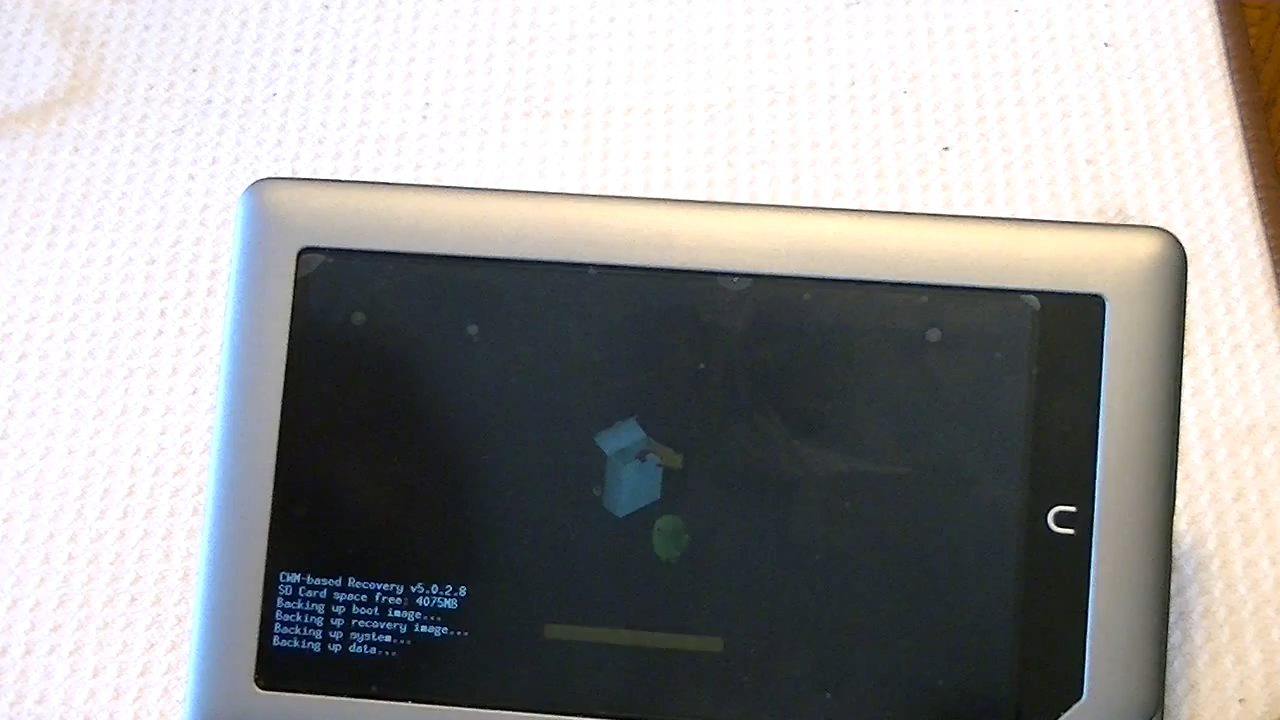 CWM-based Recovery v5.0.2.8
SD Card space free: 4075MB
Backing up boot image...
Backing up recovery image...
Backing up system...
Backing up data...